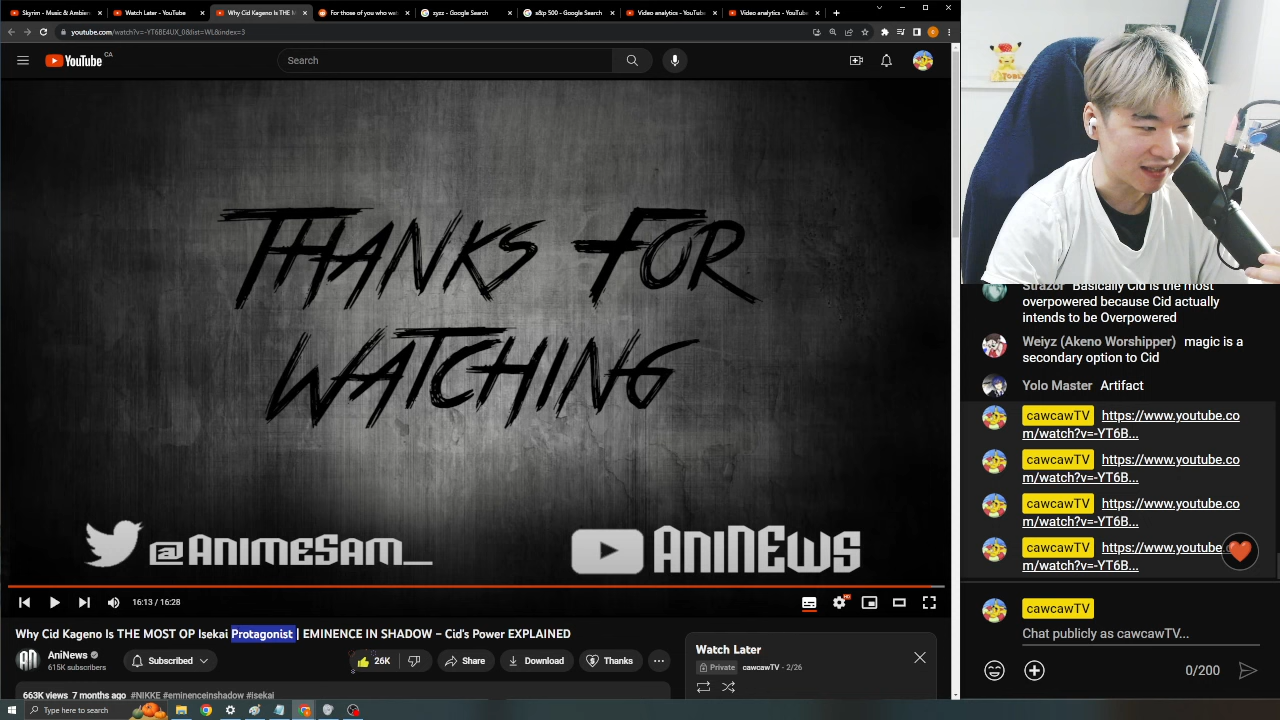 Skyrim - Music & Ambien
Watch Later - YouTube
Why Cid Kageno Is THE M
For those of you who wat
zyzz - Google Search
s&p 500 - Google Search
Video analytics - YouTub
Video analytics - YouTub
youtube.com/watch?v=-YT6BE4UX_0&list=WL&index=3
YouTube CA
Search
THANKS FOR
WATCHING
@ANIMESAM_
ANINEWS
16:13 / 16:28
Why Cid Kageno Is THE MOST OP Isekai Protagonist | EMINENCE IN SHADOW – Cid's Power EXPLAINED
AniNews
615K subscribers
Subscribed
26K
Share
Download
Thanks
663K views 7 months ago #NIKKE #eminenceinshadow #isekai
Watch Later
Private cawcawTV - 2/26
Type here to search
Strazor Basically Cid is the most
overpowered because Cid actually
intends to be Overpowered
Weiyz (Akeno Worshipper) magic is a
secondary option to Cid
Yolo Master Artifact
cawcawTV https://www.youtube.co
m/watch?v=-YT6B...
cawcawTV https://www.youtube.co
m/watch?v=-YT6B...
cawcawTV https://www.youtube.co
m/watch?v=-YT6B...
cawcawTV https://www.youtube.
m/watch?v=-YT6B...
cawcawTV
Chat publicly as cawcawTV...
0/200